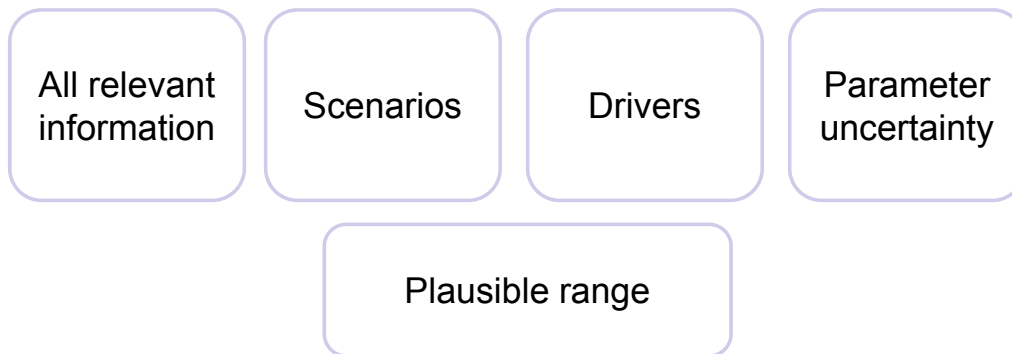 All relevant
information
Scenarios
Drivers
Parameter
uncertainty
Plausible range